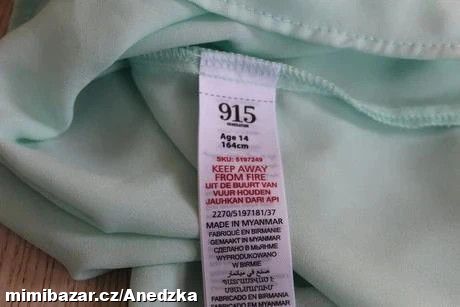 915
GENERATION
Age 14
164cm
SKU: 5197249
KEEP AWAY
FROM FIRE
UIT DE BUURT VAN
VUUR HOUDEN
JAUHKAN DARI API
2270/5197181/37
MADE IN MYANMAR
FABRIQUÉ EN BIRMANIE
GEMAAKT IN MYANMAR
СДЕЛАНО В МЬЯНМЕ
WYPRODUKOWANO
W BIRMIE
صنع في ميانمار
FABRICADO EN BIRMANIA
mimibazar.cz/Anedzka